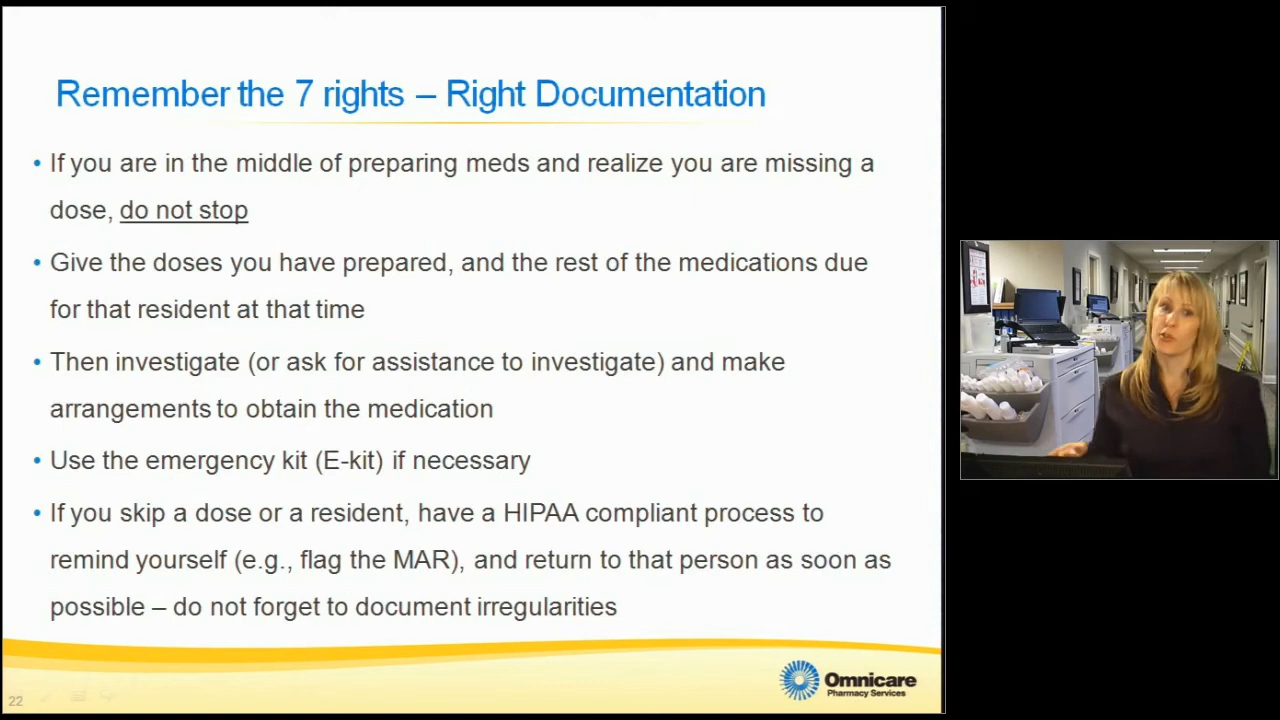 Remember the 7 rights – Right Documentation
• If you are in the middle of preparing meds and realize you are missing a
dose, do not stop
• Give the doses you have prepared, and the rest of the medications due
for that resident at that time
• Then investigate (or ask for assistance to investigate) and make
arrangements to obtain the medication
• Use the emergency kit (E-kit) if necessary
• If you skip a dose or a resident, have a HIPAA compliant process to
remind yourself (e.g., flag the MAR), and return to that person as soon as
possible – do not forget to document irregularities
22
Omnicare
Pharmacy Services